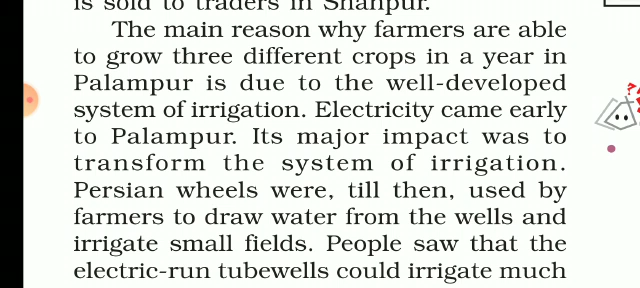 is sold to traders in Shahpur.
The main reason why farmers are able
to grow three different crops in a year in
Palampur is due to the well-developed
system of irrigation. Electricity came early
to Palampur. Its major impact was to
transform the system of irrigation.
Persian wheels were, till then, used by
farmers to draw water from the wells and
irrigate small fields. People saw that the
electric-run tubewells could irrigate much